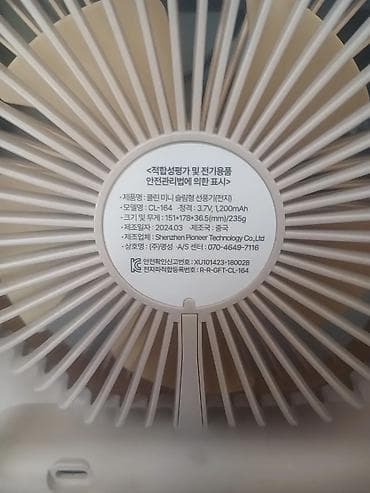 <적합성평가 및 전기용품
안전관리법에 의한 표시>
· 제품명 : 클린 미니 슬림형 선풍기(전지)
· 모델명 : CL-164 · 정격 : 3.7V, 1,200mAh
· 크기 및 무게 : 151*178*36.5(mm)/235g
· 제조일자 : 2024.03 · 제조국 : 중국
· 제조업체 : Shenzhen Pioneer Technology Co.,Ltd
· 상호명 : (주)명성 · A/S 센터 : 070-4649-7116
안전확인신고번호 : XU101423-18002B
전자파적합등록번호 : R-R-GFT-CL-164